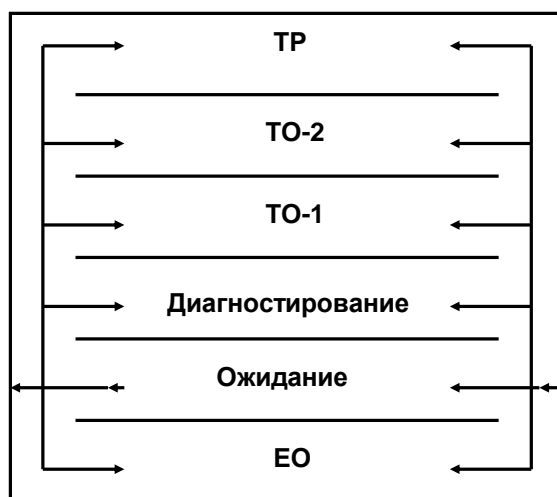 ТР
ТО-2
ТО-1
Диагностирование
Ожидание
ЕО